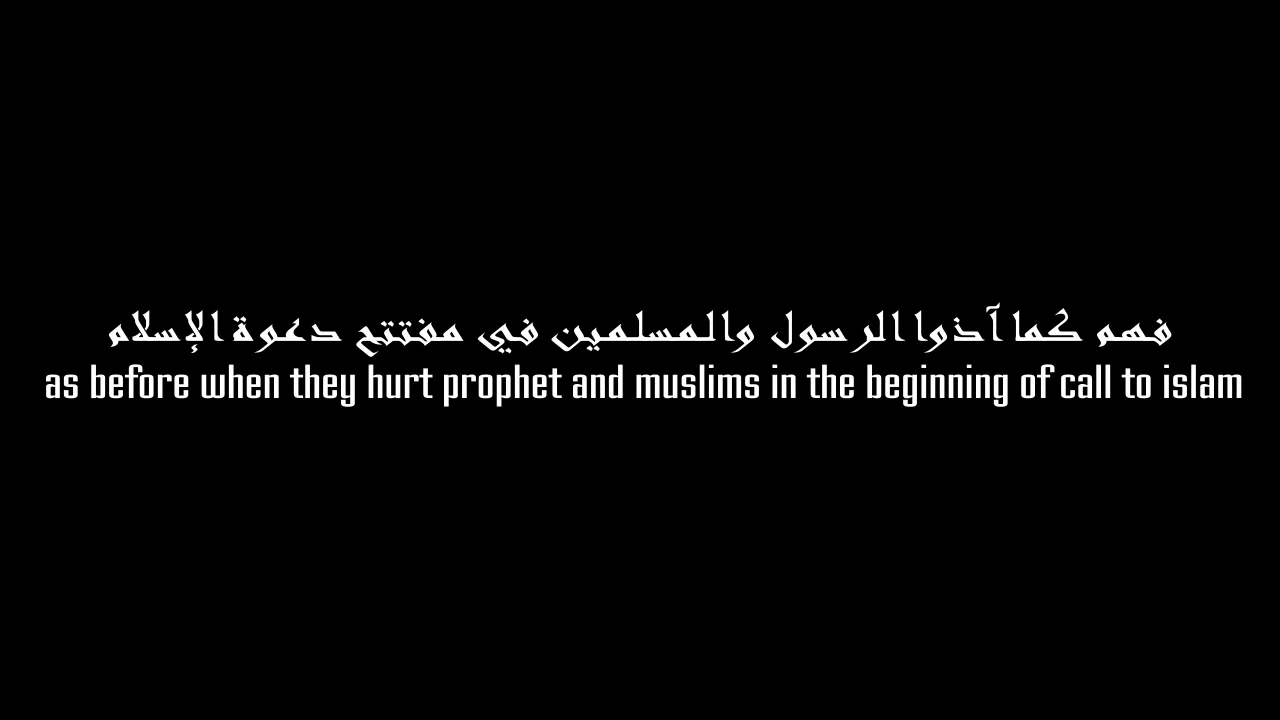 فهم كما آذوا الرسول والمسلمين في مفتتح دعوة الإسلام
as before when they hurt prophet and muslims in the beginning of call to islam